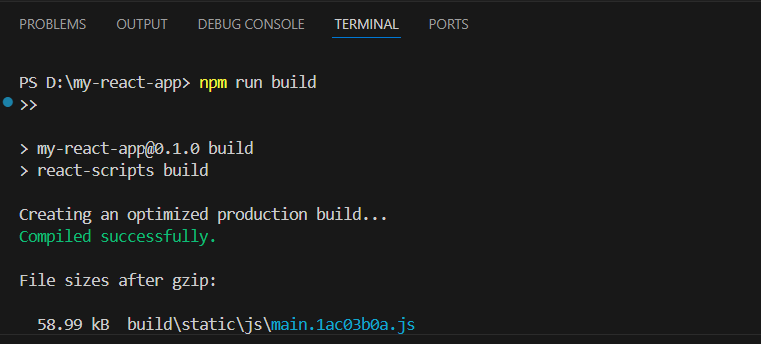 PROBLEMS OUTPUT DEBUG CONSOLE TERMINAL PORTS
PS D:\my-react-app> npm run build
>>
> my-react-app@0.1.0 build
> react-scripts build
Creating an optimized production build...
Compiled successfully.
File sizes after gzip:
58.99 kB  build\static\js\main.1ac03b0a.js